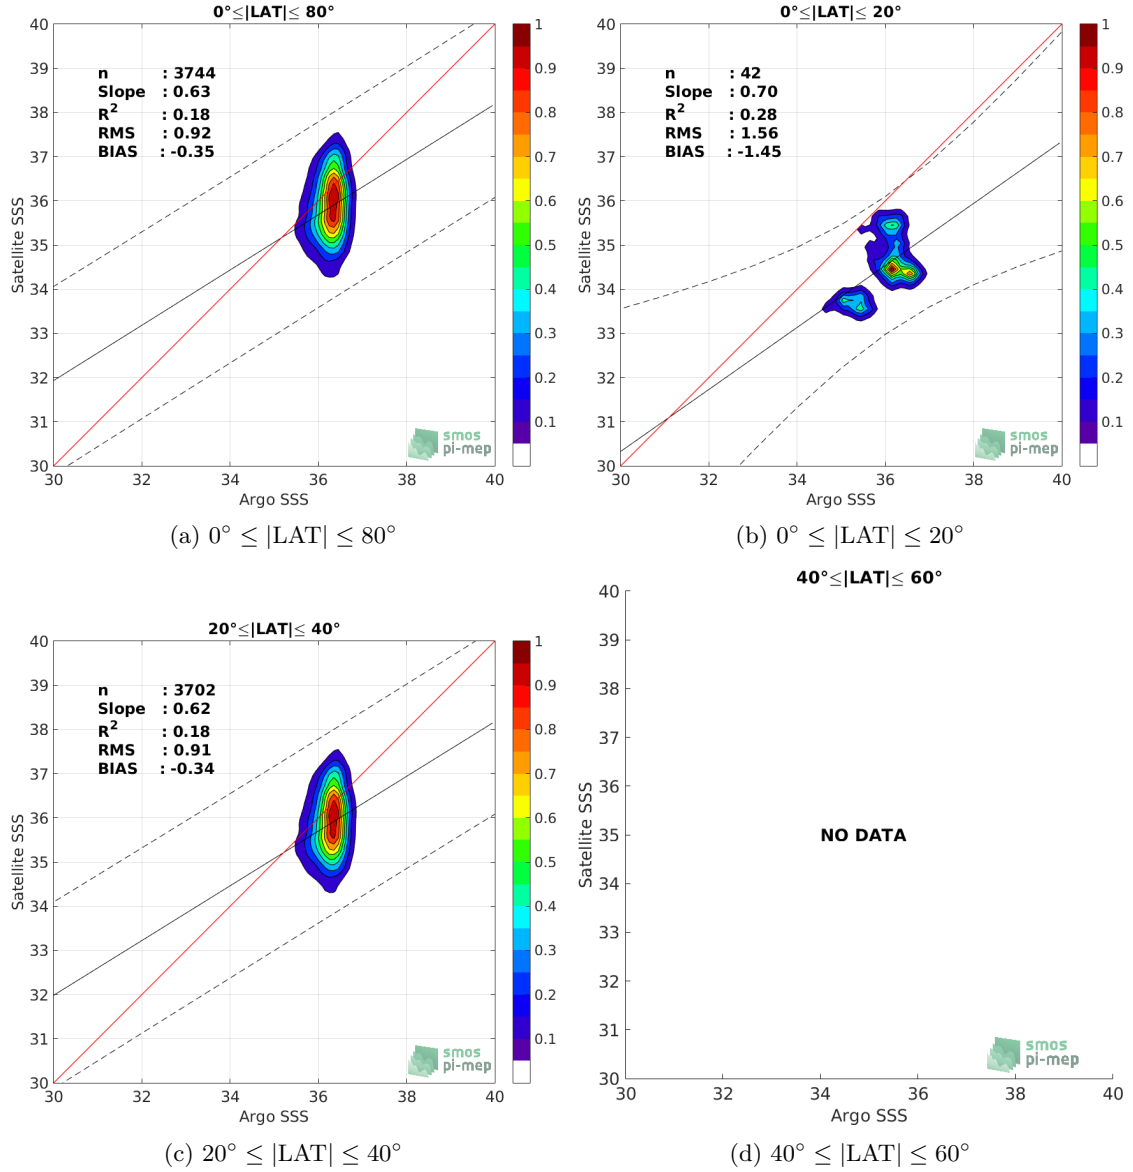 0°≤|LAT|≤ 80°
40
39
38
37
36
35
34
33
32
31
30
Satellite SSS
n : 3744
Slope : 0.63
R2 : 0.18
RMS : 0.92
BIAS : -0.35
smos
pi-mep
30 32 34 36 38 40
Argo SSS
1
0.9
0.8
0.7
0.6
0.5
0.4
0.3
0.2
0.1
(a) 0° ≤ |LAT| ≤ 80°
0°≤|LAT|≤ 20°
40
39
38
37
36
35
34
33
32
31
30
Satellite SSS
n : 42
Slope : 0.70
R2 : 0.28
RMS : 1.56
BIAS : -1.45
smos
pi-mep
30 32 34 36 38 40
Argo SSS
1
0.9
0.8
0.7
0.6
0.5
0.4
0.3
0.2
0.1
(b) 0° ≤ |LAT| ≤ 20°
20°≤|LAT|≤ 40°
40
39
38
37
36
35
34
33
32
31
30
Satellite SSS
n : 3702
Slope : 0.62
R2 : 0.18
RMS : 0.91
BIAS : -0.34
smos
pi-mep
30 32 34 36 38 40
Argo SSS
1
0.9
0.8
0.7
0.6
0.5
0.4
0.3
0.2
0.1
(c) 20° ≤ |LAT| ≤ 40°
40°≤|LAT|≤ 60°
40
39
38
37
36
35
34
33
32
31
30
Satellite SSS
NO DATA
smos
pi-mep
30 32 34 36 38 40
Argo SSS
(d) 40° ≤ |LAT| ≤ 60°